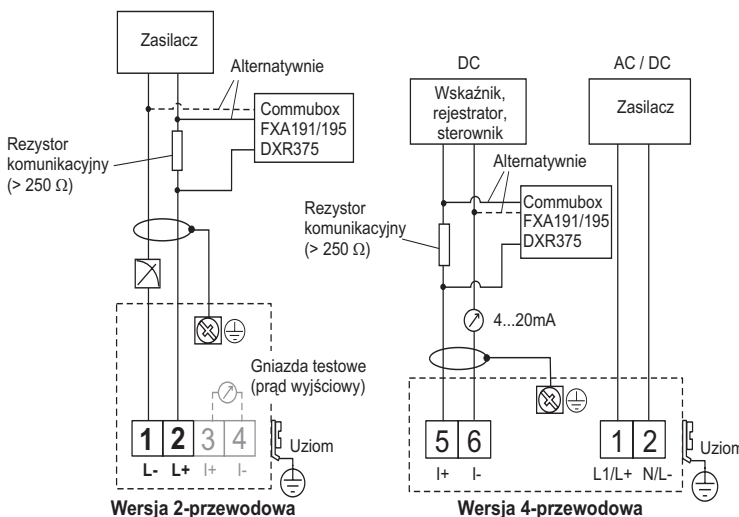 Zasilacz
Alternatywnie
Commubox
FXA191/195
DXR375
Rezystor
komunikacyjny
(> 250 Ω)
Gniazda testowe
(prąd wyjściowy)
1 2 3 4
L- L+ I+ I-
Uziom
Wersja 2-przewodowa
DC
Wskaźnik,
rejestrator,
sterownik
AC / DC
Zasilacz
Alternatywnie
Commubox
FXA191/195
DXR375
Rezystor
komunikacyjny
(> 250 Ω)
4...20mA
5 6
I+ I-
1 2
L1/L+ N/L-
Uziom
Wersja 4-przewodowa